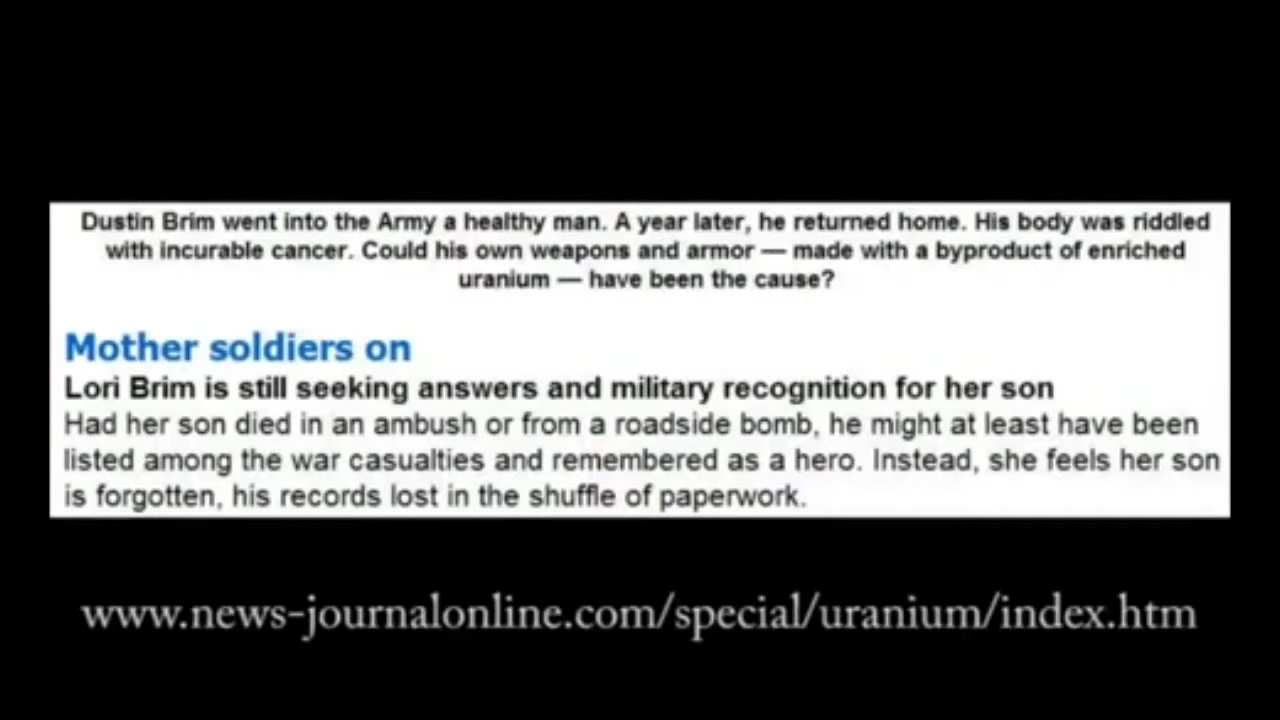 Dustin Brim went into the Army a healthy man. A year later, he returned home. His body was riddled
with incurable cancer. Could his own weapons and armor — made with a byproduct of enriched
uranium — have been the cause?
Mother soldiers on
Lori Brim is still seeking answers and military recognition for her son
Had her son died in an ambush or from a roadside bomb, he might at least have been
listed among the war casualties and remembered as a hero. Instead, she feels her son
is forgotten, his records lost in the shuffle of paperwork.
www.news-journalonline.com/special/uranium/index.htm